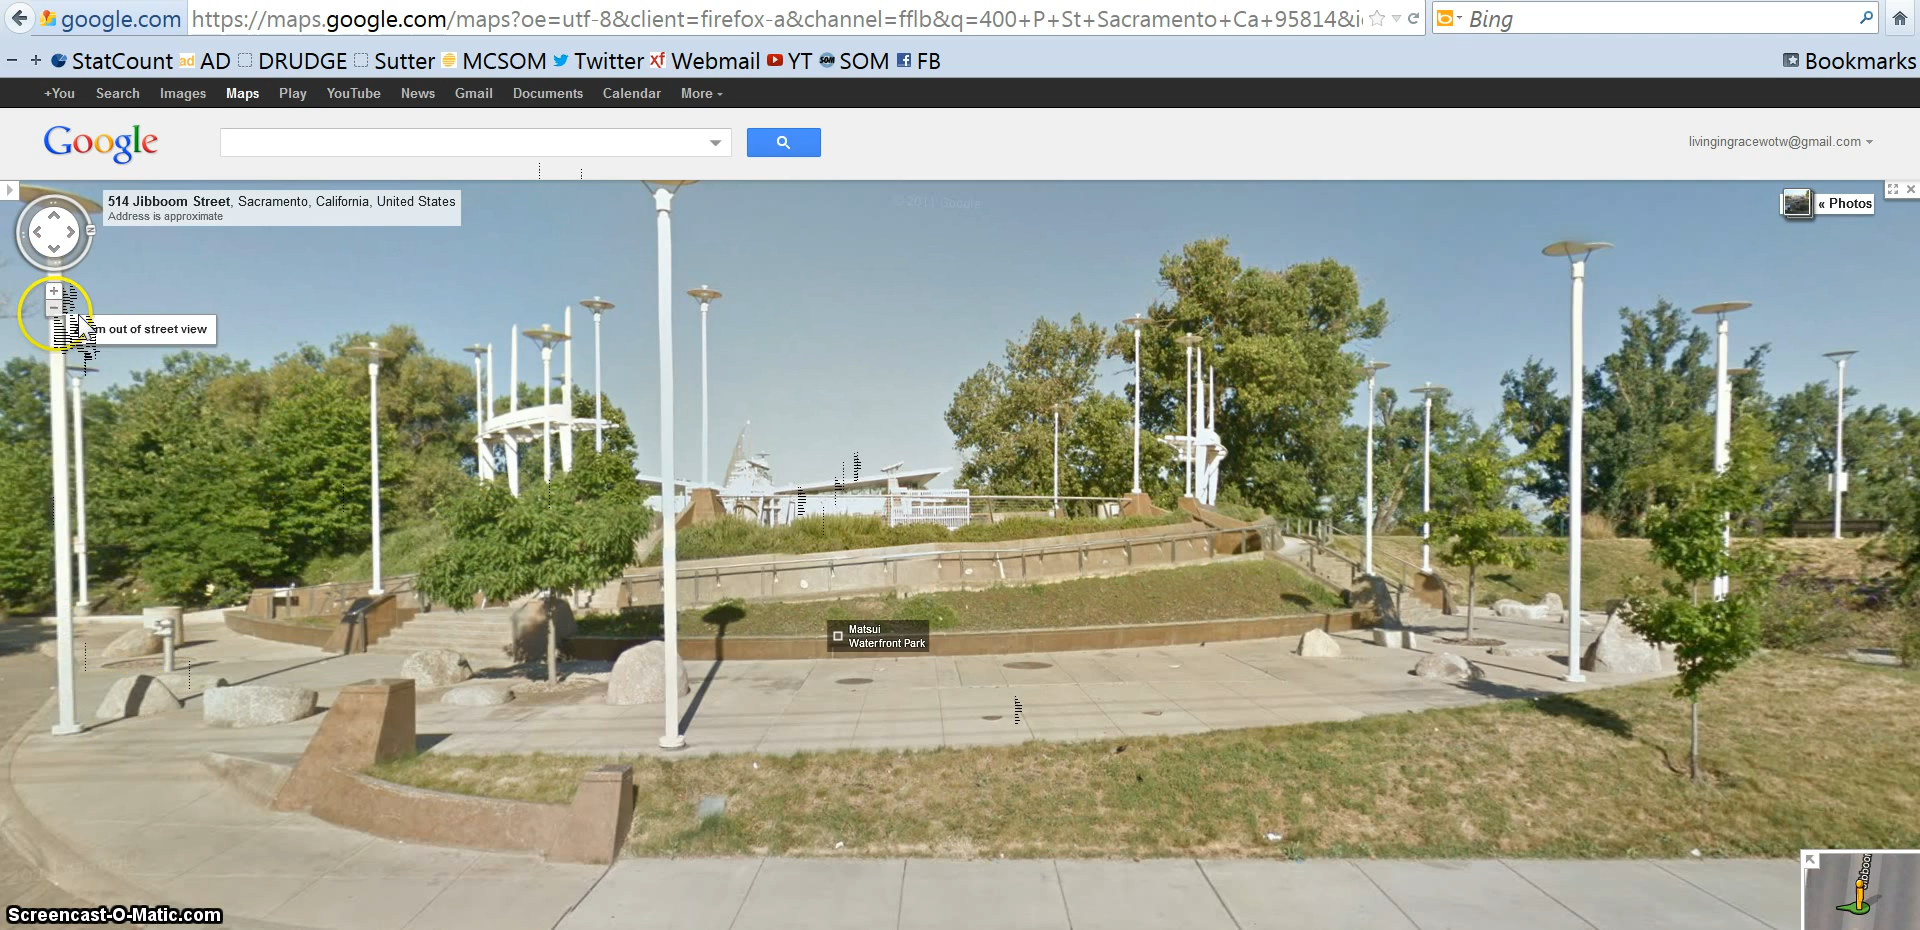 google.com
https://maps.google.com/maps?oe=utf-8&client=firefox-a&channel=fflb&q=400+P+St+Sacramento+Ca+95814&i
Bing
StatCount AD DRUDGE Sutter MCSOM Twitter Webmail YT SOM FB
Bookmarks
+You Search Images Maps Play YouTube News Gmail Documents Calendar More
Google
livingingracewotw@gmail.com
514 Jibboom Street, Sacramento, California, United States
Address is approximate
© 2011 Google
« Photos
N
m out of street view
Matsui
Waterfront Park
Screencast-O-Matic.com